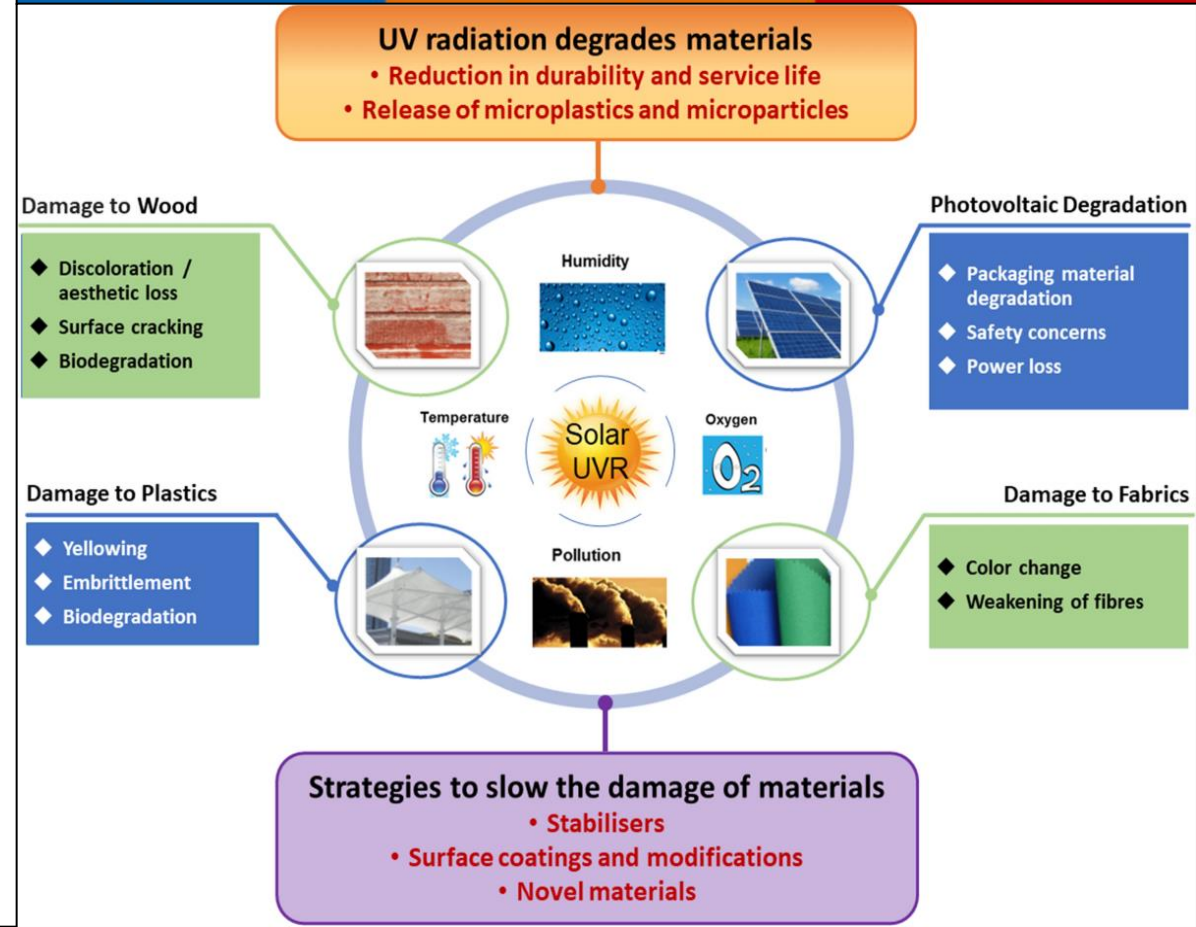 UV radiation degrades materials
• Reduction in durability and service life
• Release of microplastics and microparticles
Damage to Wood
◆ Discoloration /
aesthetic loss
◆ Surface cracking
◆ Biodegradation
Photovoltaic Degradation
◆ Packaging material
degradation
◆ Safety concerns
◆ Power loss
Humidity
Temperature
Solar
UVR
Oxygen
O2
Damage to Plastics
◆ Yellowing
◆ Embrittlement
◆ Biodegradation
Pollution
Damage to Fabrics
◆ Color change
◆ Weakening of fibres
Strategies to slow the damage of materials
• Stabilisers
• Surface coatings and modifications
• Novel materials